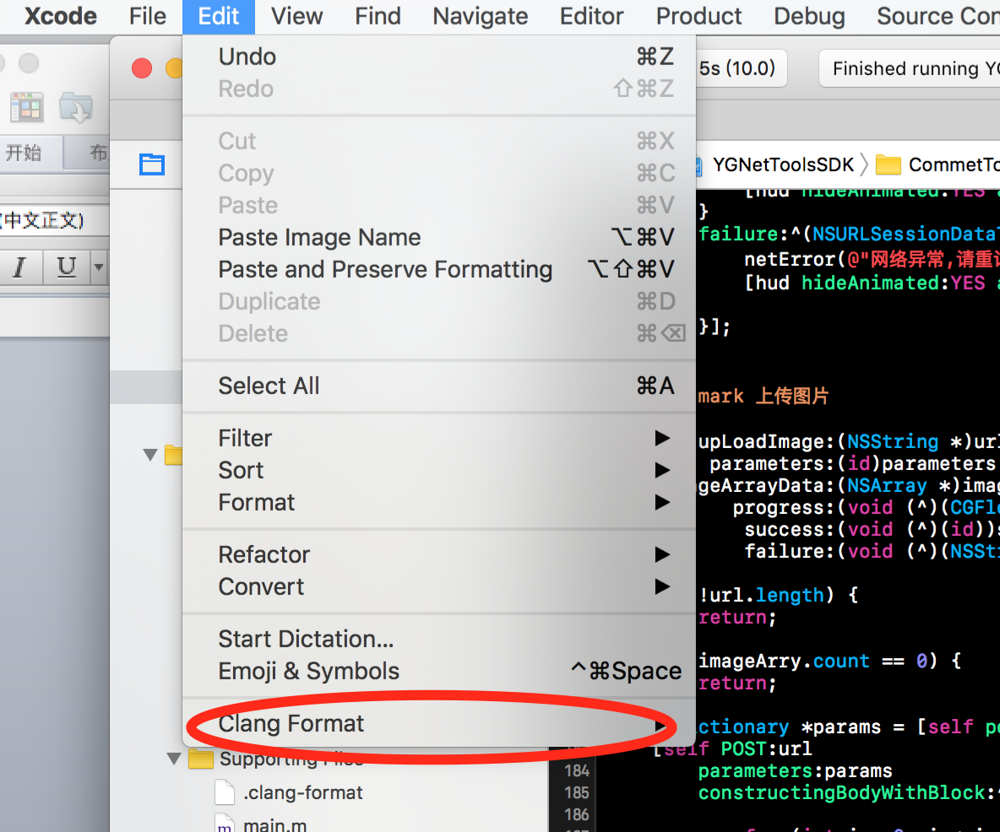 Xcode File Edit View Find Navigate Editor Product Debug Source Con
Undo ⌘Z
Redo ⇧⌘Z
Cut ⌘X
Copy ⌘C
Paste ⌘V
Paste Image Name ⌥⌘V
Paste and Preserve Formatting ⌥⇧⌘V
Duplicate ⌘D
Delete ⌘⌫
Select All ⌘A
Filter ▶
Sort ▶
Format ▶
Refactor ▶
Convert ▶
Start Dictation...
Emoji & Symbols ^⌘Space
Clang Format
开始 布
(中文正文)
I U
Supporting Files
.clang-format
m main.m
5s (10.0) Finished running YG
YGNetToolsSDK CommetTo
[hud hideAnimated:YES a
}
failure:^(NSURLSessionDataT
netError(@"网络异常,请重试
[hud hideAnimated:YES a
}];
mark 上传图片
upLoadImage:(NSString *)url
parameters:(id)parameters
geArrayData:(NSArray *)imag
progress:(void (^)(CGFlo
success:(void (^)(id))s
failure:(void (^)(NSStr
!url.length) {
return;
imageArry.count == 0) {
return;
ctionary *params = [self po
[self POST:url
184 parameters:params
185 constructingBodyWithBlock:^
186